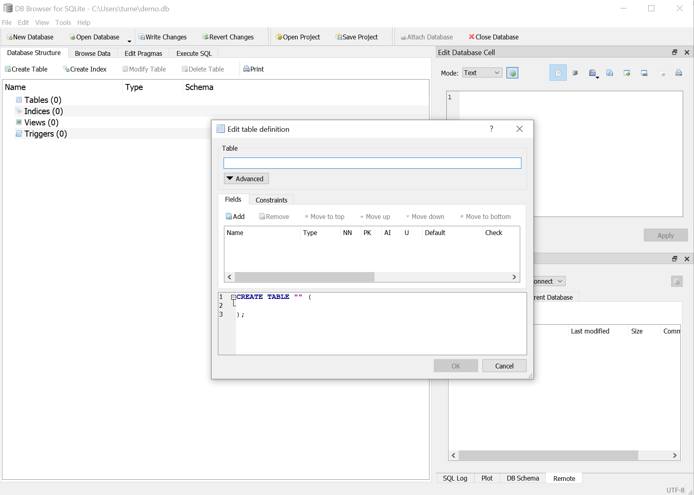 DB Browser for SQLite - C:\Users\turne\demo.db
File Edit View Tools Help
New Database Open Database Write Changes Revert Changes Open Project Save Project Attach Database Close Database
Database Structure Browse Data Edit Pragmas Execute SQL
Create Table Create Index Modify Table Delete Table Print
Name Type Schema
Tables (0)
Indices (0)
Views (0)
Triggers (0)
Edit Database Cell
Mode: Text
1
Apply
Edit table definition ?
Table
Advanced
Fields Constraints
Add Remove Move to top Move up Move down Move to bottom
Name Type NN PK AI U Default Check
1 CREATE TABLE "" (
2
3 );
OK Cancel
onnect
rrent Database
Last modified Size Comm
SQL Log Plot DB Schema Remote
UTF-8